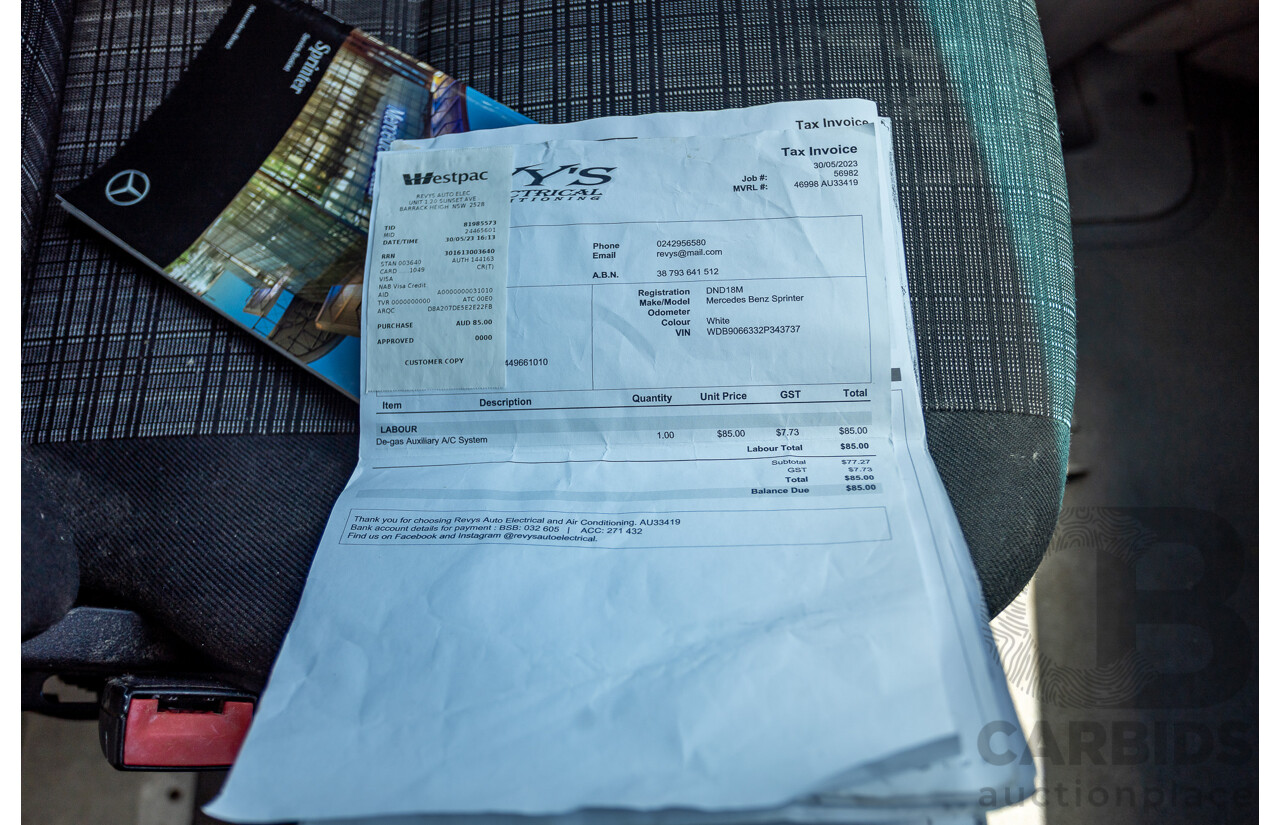 Sprinter
Mercedes
Tax Invoice
Tax Invoice
30/05/2023
Job #: 56982
MVRL #: 46998 AU33419
VY'S
CTRICAL
ITIONING
Westpac
REVYS AUTO ELEC
UNIT 1 20 SUNSET AVE
BARRACK HEIGH NSW 2528
TID 81985573
MID 24465601
DATE/TIME 30/05/23 16:13
RRN 301613003640
STAN 003640 AUTH 144163
CARD ....1049 CR(T)
VISA
NAB Visa Credit
AID A0000000031010
TVR 0000000000 ATC 00E0
ARQC D8A20TDE5E2E22FB
PURCHASE AUD 85.00
APPROVED 0000
CUSTOMER COPY
Phone 0242956580
Email revys@mail.com
A.B.N. 38 793 641 512
Registration DND18M
Make/Model Mercedes Benz Sprinter
Odometer
Colour White
VIN WDB9066332P343737
449661010
Item Description Quantity Unit Price GST Total
LABOUR
De-gas Auxiliary A/C System 1.00 $85.00 $7.73 $85.00
Labour Total $85.00
Subtotal $77.27
GST $7.73
Total $85.00
Balance Due $85.00
Thank you for choosing Revys Auto Electrical and Air Conditioning. AU33419
Bank account details for payment : BSB: 032 605 | ACC: 271 432
Find us on Facebook and Instagram @revysautoelectrical.
CARBIDS
auctionplace